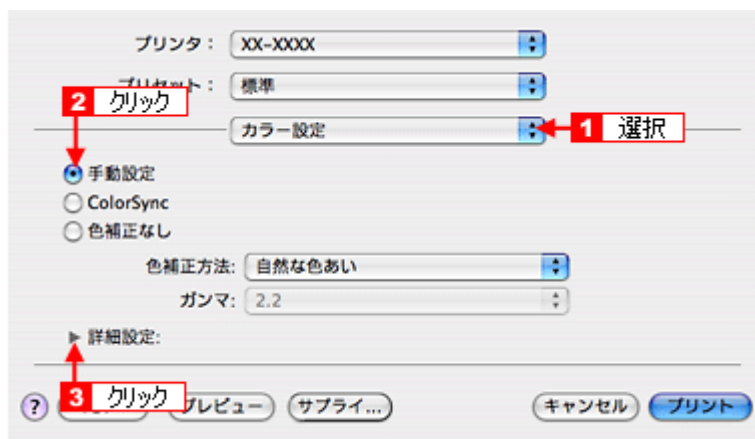 プリンタ： XX-XXXX
プリセット： 標準
2 クリック
カラー設定
1 選択
手動設定
ColorSync
色補正なし
色補正方法: 自然な色あい
ガンマ: 2.2
詳細設定:
3 クリック
? プレビュー サプライ... キャンセル プリント